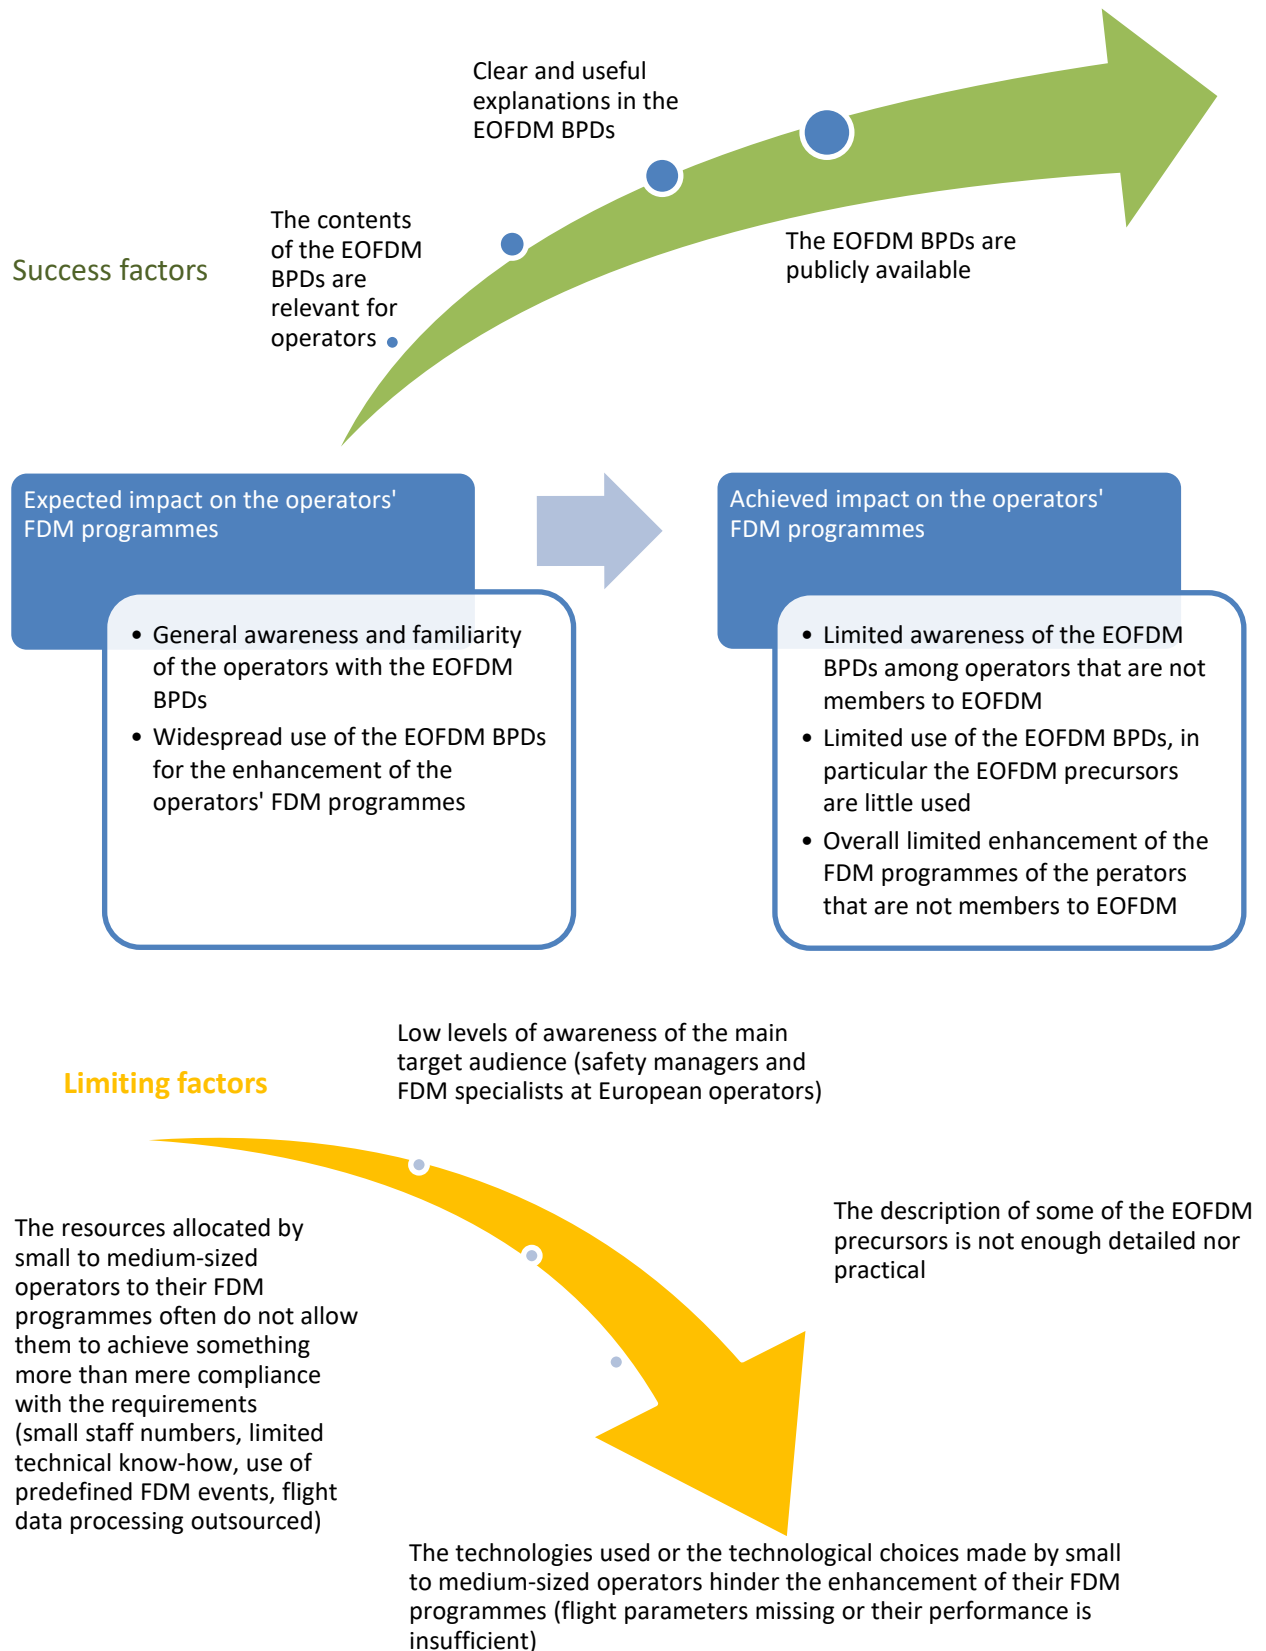 Clear and useful
explanations in the
EOFDM BPDs
The contents
of the EOFDM
BPDs are
relevant for
operators
Success factors
The EOFDM BPDs are
publicly available
Expected impact on the operators'
FDM programmes
• General awareness and familiarity
of the operators with the EOFDM
BPDs
• Widespread use of the EOFDM BPDs
for the enhancement of the
operators' FDM programmes
Achieved impact on the operators'
FDM programmes
• Limited awareness of the EOFDM
BPDs among operators that are not
members to EOFDM
• Limited use of the EOFDM BPDs, in
particular the EOFDM precursors
are little used
• Overall limited enhancement of the
FDM programmes of the perators
that are not members to EOFDM
Limiting factors
Low levels of awareness of the main
target audience (safety managers and
FDM specialists at European operators)
The resources allocated by
small to medium-sized
operators to their FDM
programmes often do not allow
them to achieve something
more than mere compliance
with the requirements
(small staff numbers, limited
technical know-how, use of
predefined FDM events, flight
data processing outsourced)
The description of some of the EOFDM
precursors is not enough detailed nor
practical
The technologies used or the technological choices made by small
to medium-sized operators hinder the enhancement of their FDM
programmes (flight parameters missing or their performance is
insufficient)